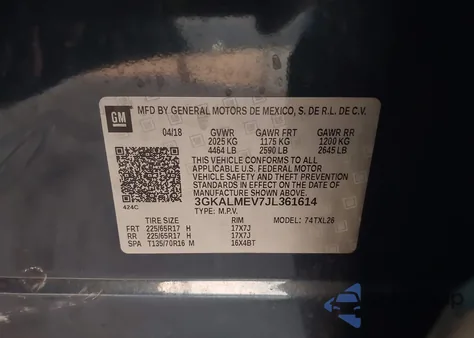 GM
MFD BY GENERAL MOTORS DE MEXICO, S. DE R.L. DE C.V.
04/18 GVWR GAWR FRT GAWR RR
2025 KG 1175 KG 1200 KG
4464 LB 2590 LB 2645 LB
THIS VEHICLE CONFORMS TO ALL
APPLICABLE U.S. FEDERAL MOTOR
VEHICLE SAFETY STANDARDS IN
EFFECT ON THE DATE OF
MANUFACTURE SHOWN ABOVE.
424C 3GKALMEV7JL361614
TYPE: M.P.V. MODEL: 74TXL26
TIRE SIZE RIM
FRT 225/65R17 H 17X7J
RR 225/65R17 H 17X7J
SPA T135/70R16 M 16X4BT